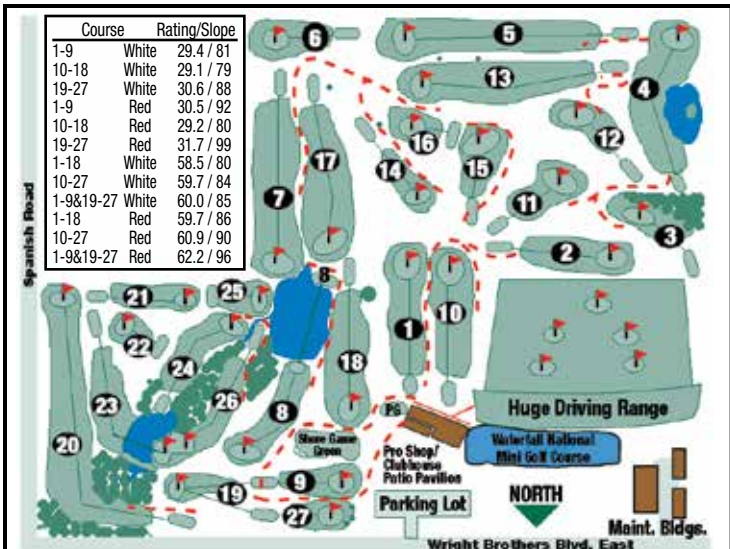 Course Rating/Slope
1-9 White 29.4 / 81
10-18 White 29.1 / 79
19-27 White 30.6 / 88
1-9 Red 30.5 / 92
10-18 Red 29.2 / 80
19-27 Red 31.7 / 99
1-18 White 58.5 / 80
10-27 White 59.7 / 84
1-9&19-27 White 60.0 / 85
1-18 Red 59.7 / 86
10-27 Red 60.9 / 90
1-9&19-27 Red 62.2 / 96
Spanish Road
6
5
13
4
16
12
17
14
15
7
11
3
2
8
21
25
10
1
22
18
24
23
26
8
20
PG
Huge Driving Range
Short Game
Green
Pro Shop/
Clubhouse
Patio Pavilion
Waterfall National
Mini Golf Course
19
9
27
Parking Lot
NORTH
Maint. Bldgs.
Wright Brothers Blvd. East